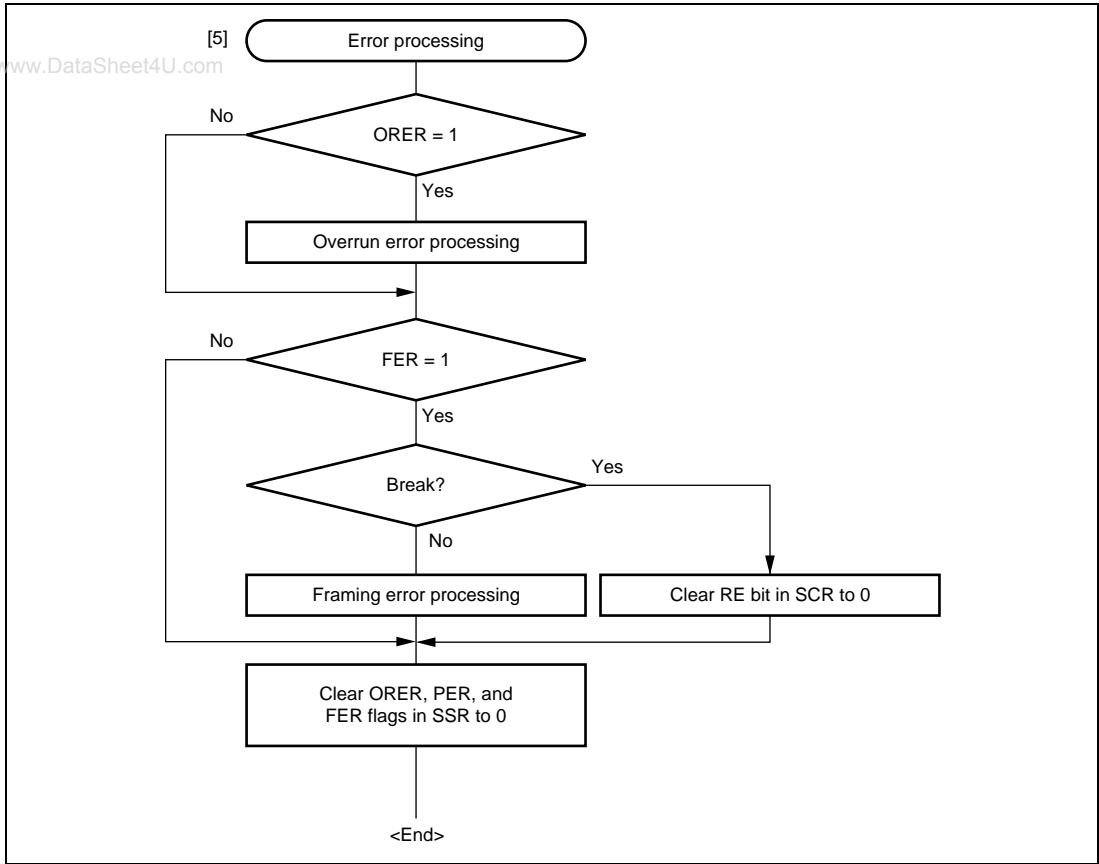 [5] Error processing
www.DataSheet4U.com
No
ORER = 1
Yes
Overrun error processing
No
FER = 1
Yes
Break?
Yes
No
Framing error processing
Clear RE bit in SCR to 0
Clear ORER, PER, and
FER flags in SSR to 0
<End>